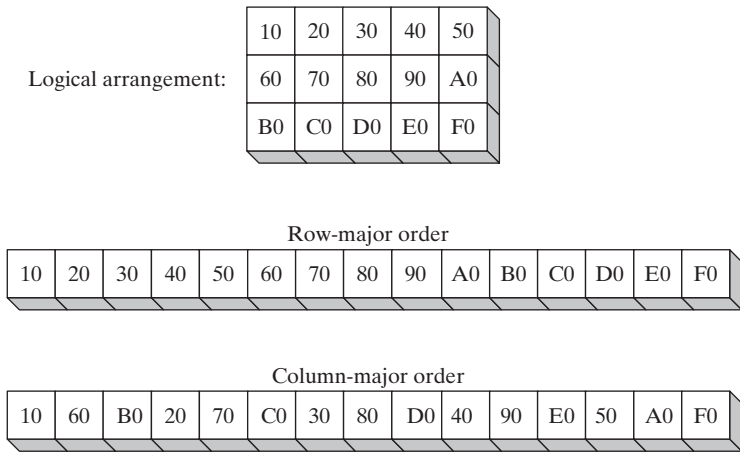 10 20 30 40 50
Logical arrangement: 60 70 80 90 A0
B0 C0 D0 E0 F0
Row-major order
10 20 30 40 50 60 70 80 90 A0 B0 C0 D0 E0 F0
Column-major order
10 60 B0 20 70 C0 30 80 D0 40 90 E0 50 A0 F0